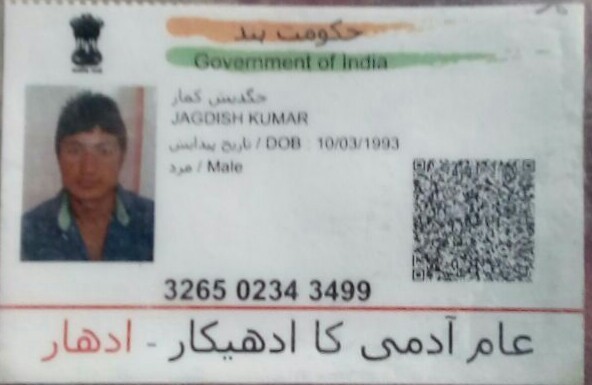 حکومت ہند
Government of India
جگدیش کمار
JAGDISH KUMAR
تاریخ پیدایش / DOB : 10/03/1993
مرد / Male
3265 0234 3499
عام آدمی کا ادھیکار - ادھار